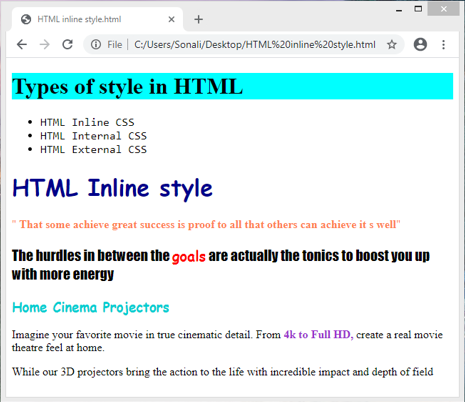 HTML inline style.html
File | C:/Users/Sonali/Desktop/HTML%20inline%20style.html
Types of style in HTML
HTML Inline CSS
HTML Internal CSS
HTML External CSS
HTML Inline style
" That some achieve great success is proof to all that others can achieve it s well"
The hurdles in between the goals are actually the tonics to boost you up
with more energy
Home Cinema Projectors
Imagine your favorite movie in true cinematic detail. From 4k to Full HD, create a real movie
theatre feel at home.
While our 3D projectors bring the action to the life with incredible impact and depth of field